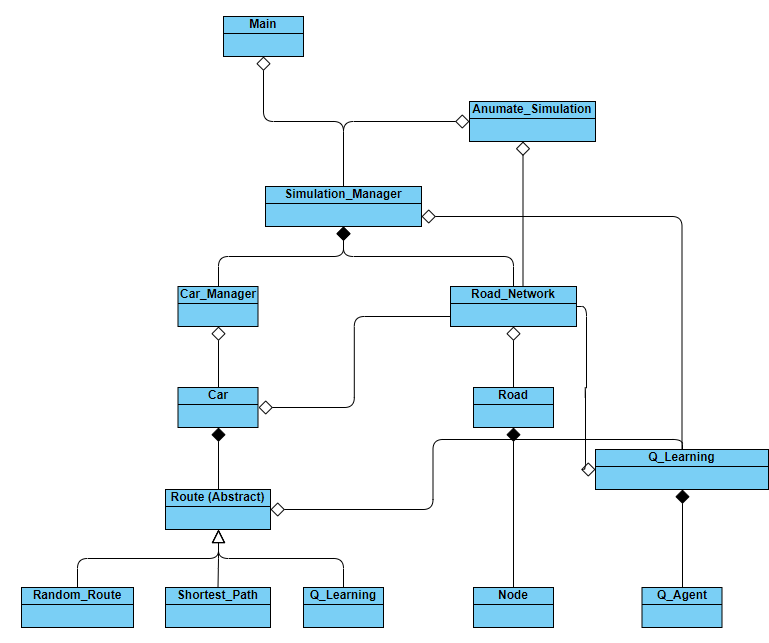 Main
Anumate_Simulation
Simulation_Manager
Car_Manager
Road_Network
Car
Road
Q_Learning
Route (Abstract)
Random_Route
Shortest_Path
Q_Learning
Node
Q_Agent